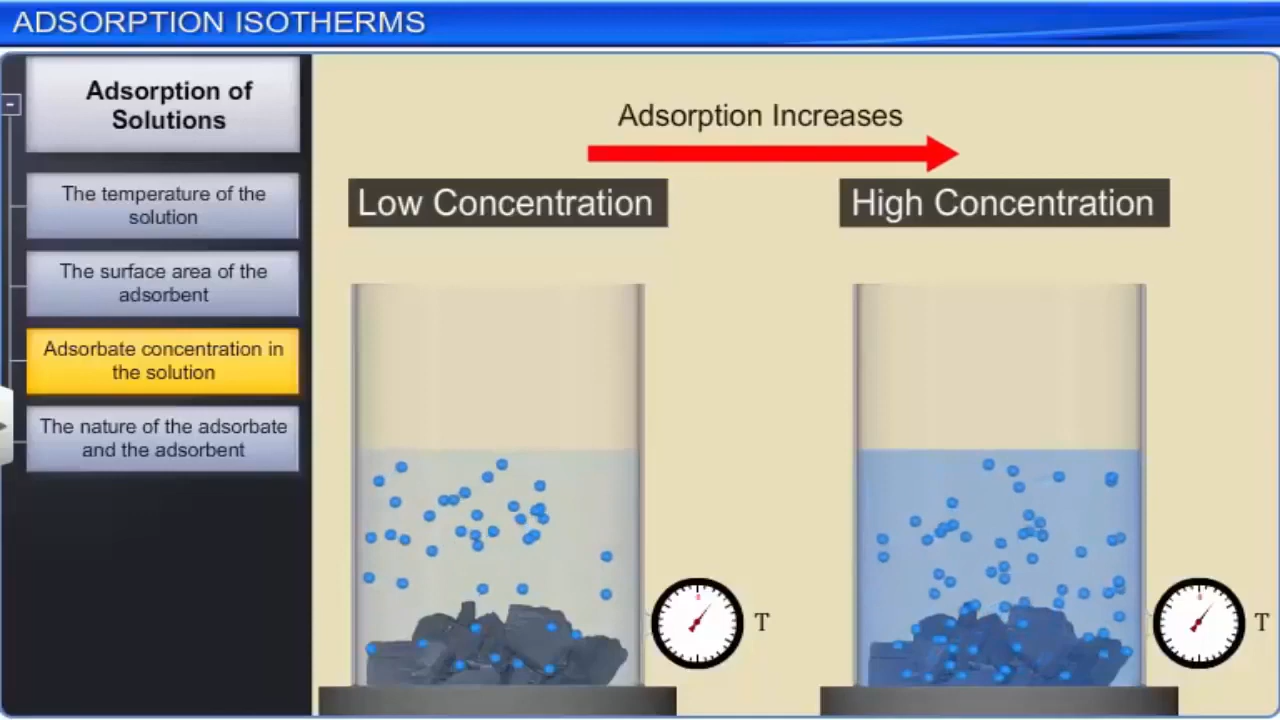 ADSORPTION ISOTHERMS
Adsorption of
Solutions
The temperature of the
solution
The surface area of the
adsorbent
Adsorbate concentration in
the solution
The nature of the adsorbate
and the adsorbent
Adsorption Increases
Low Concentration
High Concentration
T
T